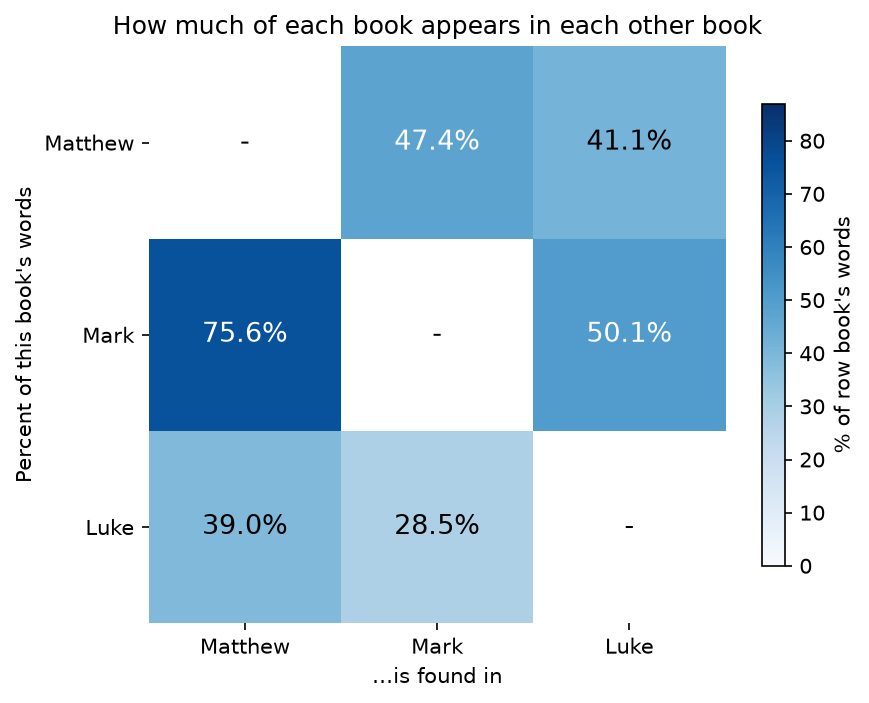 How much of each book appears in each other book
Percent of this book's words
Matthew
-
47.4%
41.1%
Mark
75.6%
-
50.1%
Luke
39.0%
28.5%
-
Matthew
Mark
Luke
...is found in
80
70
60
50
40
30
20
10
0
% of row book's words